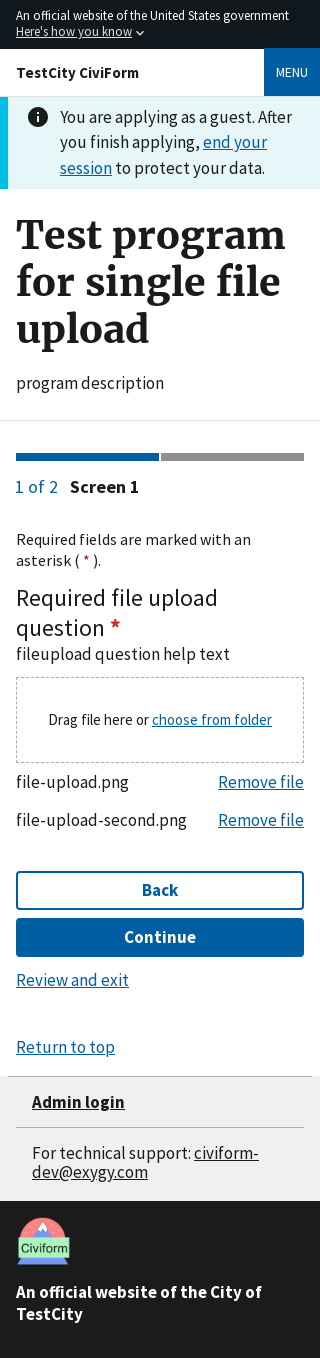 An official website of the United States government
Here's how you know
TestCity CiviForm
MENU
You are applying as a guest. After
you finish applying, end your
session to protect your data.
Test program
for single file
upload
program description
1 of 2 Screen 1
Required fields are marked with an
asterisk ( * ).
Required file upload
question *
fileupload question help text
Drag file here or choose from folder
file-upload.png Remove file
file-upload-second.png Remove file
Back
Continue
Review and exit
Return to top
Admin login
For technical support: civiform-
dev@exygy.com
Civiform
An official website of the City of
TestCity